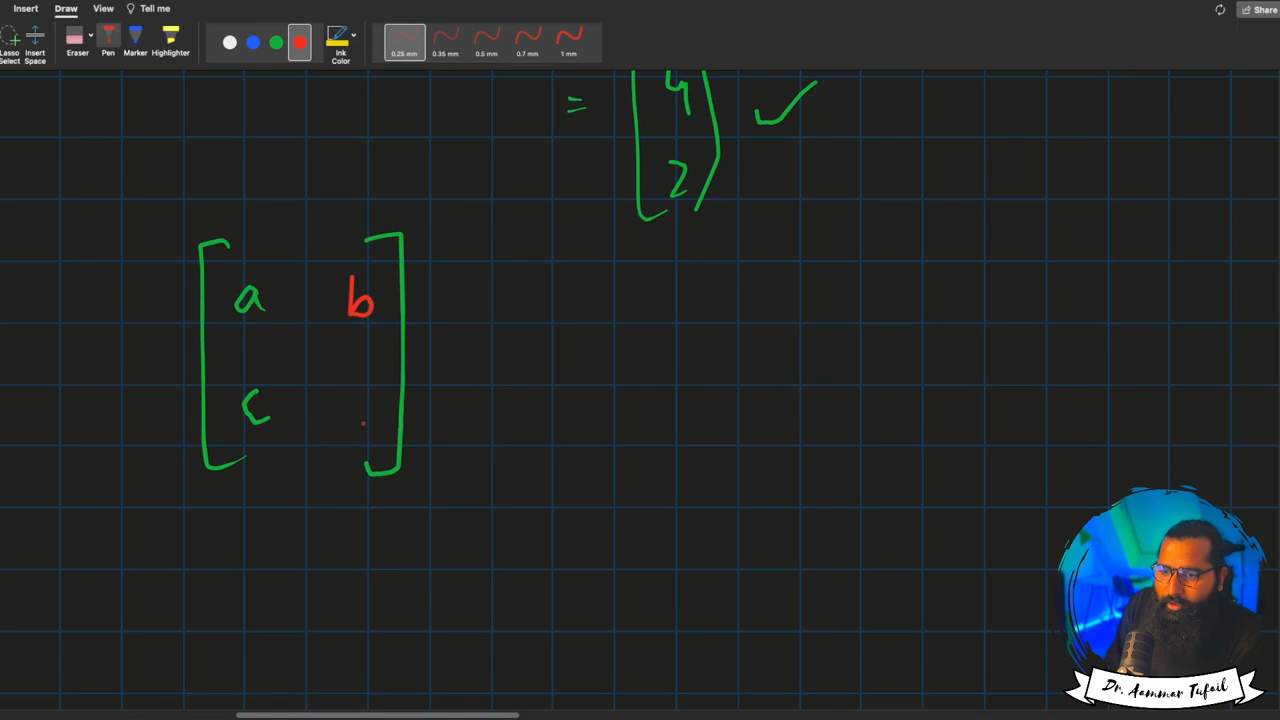 Insert Draw View Tell me Share
Lasso Select Insert Space Eraser Pen Marker Highlighter Ink Color 0.25 mm 0.35 mm 0.5 mm 0.7 mm 1 mm
4
=
2
a b
c
Dr. Aammar Tufail